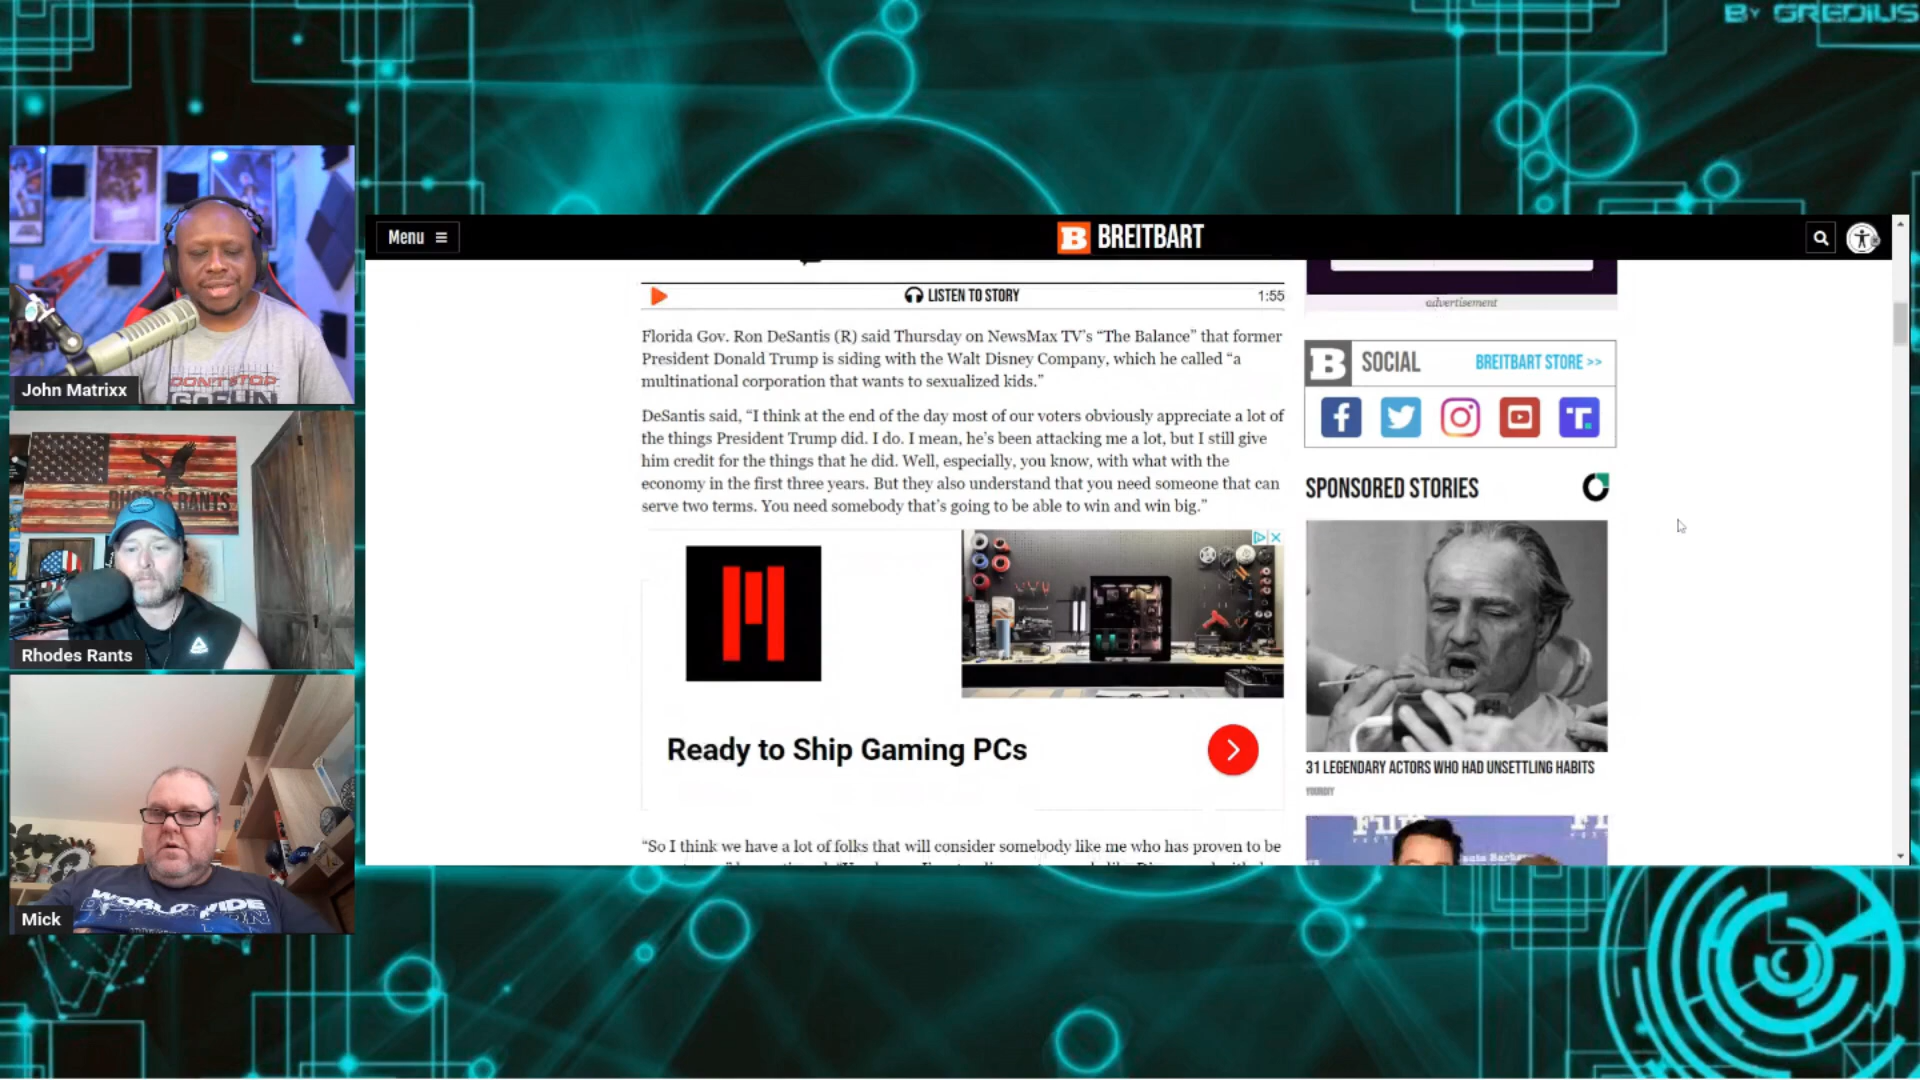 BY GREDIUS
Menu
B BREITBART
LISTEN TO STORY
1:55
Florida Gov. Ron DeSantis (R) said Thursday on NewsMax TV's “The Balance” that former
President Donald Trump is siding with the Walt Disney Company, which he called “a
multinational corporation that wants to sexualized kids.”
DeSantis said, “I think at the end of the day most of our voters obviously appreciate a lot of
the things President Trump did. I do. I mean, he's been attacking me a lot, but I still give
him credit for the things that he did. Well, especially, you know, with what with the
economy in the first three years. But they also understand that you need someone that can
serve two terms. You need somebody that's going to be able to win and win big.”
Ready to Ship Gaming PCs
“So I think we have a lot of folks that will consider somebody like me who has proven to be
advertisement
B SOCIAL
BREITBART STORE >>
SPONSORED STORIES
31 LEGENDARY ACTORS WHO HAD UNSETTLING HABITS
YOURDIY
DON'T STOP
John Matrixx
RHODES RANTS
Rhodes Rants
WORLDWIDE
Mick